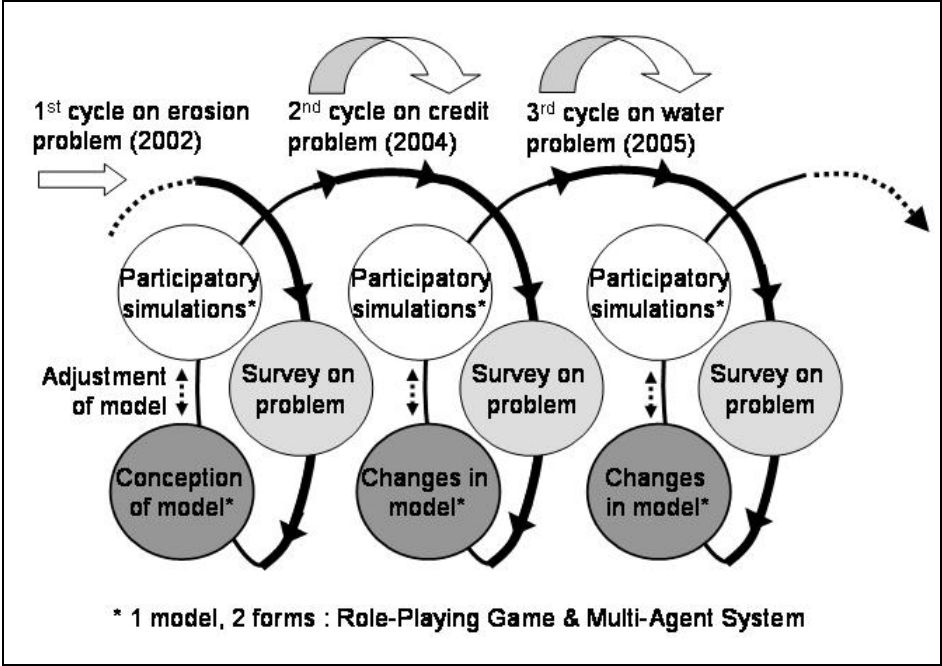 1st cycle on erosion
problem (2002)
2nd cycle on credit
problem (2004)
3rd cycle on water
problem (2005)
Participatory
simulations*
Participatory
simulations*
Participatory
simulations*
Adjustment
of model
Survey on
problem
Survey on
problem
Survey on
problem
Conception
of model*
Changes in
model*
Changes
in model*
* 1 model, 2 forms : Role-Playing Game & Multi-Agent System